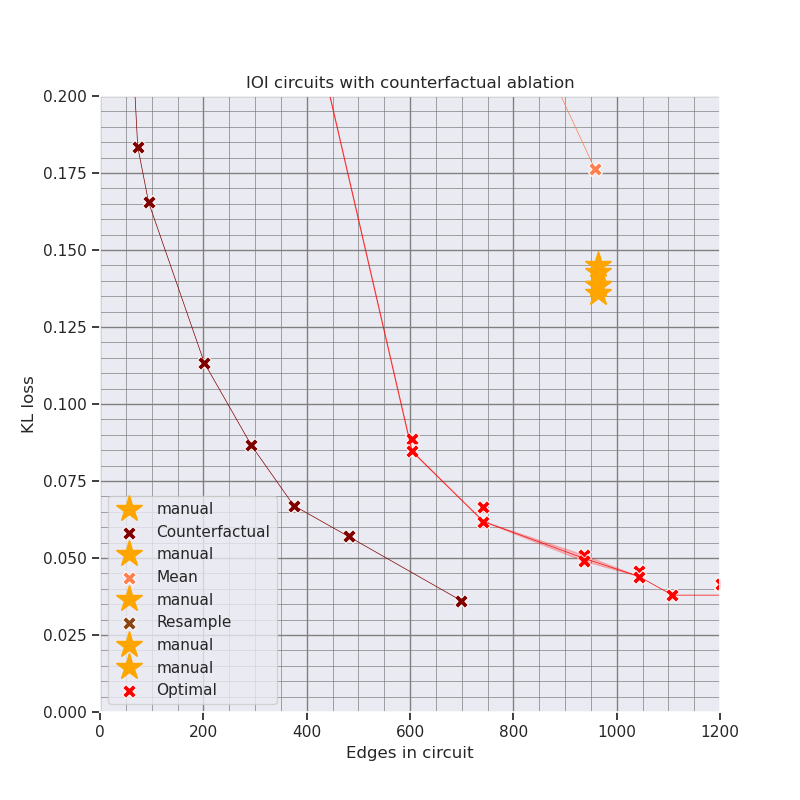 IOI circuits with counterfactual ablation
0.200
0.175
0.150
0.125
0.100
0.075
0.050
0.025
0.000
KL loss
manual
Counterfactual
manual
Mean
manual
Resample
manual
manual
Optimal
0 200 400 600 800 1000 1200
Edges in circuit